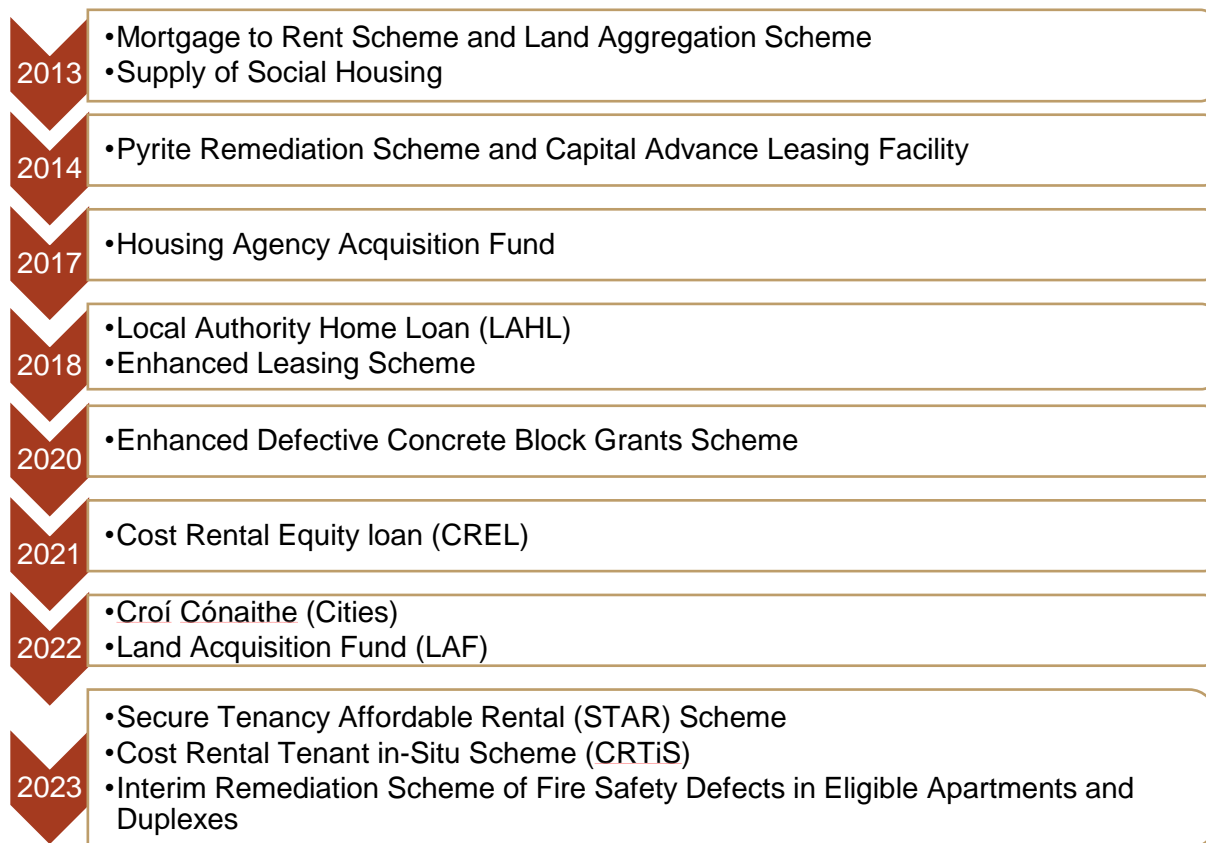 2013
•Mortgage to Rent Scheme and Land Aggregation Scheme
•Supply of Social Housing
2014
•Pyrite Remediation Scheme and Capital Advance Leasing Facility
2017
•Housing Agency Acquisition Fund
2018
•Local Authority Home Loan (LAHL)
•Enhanced Leasing Scheme
2020
•Enhanced Defective Concrete Block Grants Scheme
2021
•Cost Rental Equity loan (CREL)
2022
•Croí Cónaithe (Cities)
•Land Acquisition Fund (LAF)
2023
•Secure Tenancy Affordable Rental (STAR) Scheme
•Cost Rental Tenant in-Situ Scheme (CRTiS)
•Interim Remediation Scheme of Fire Safety Defects in Eligible Apartments and
Duplexes